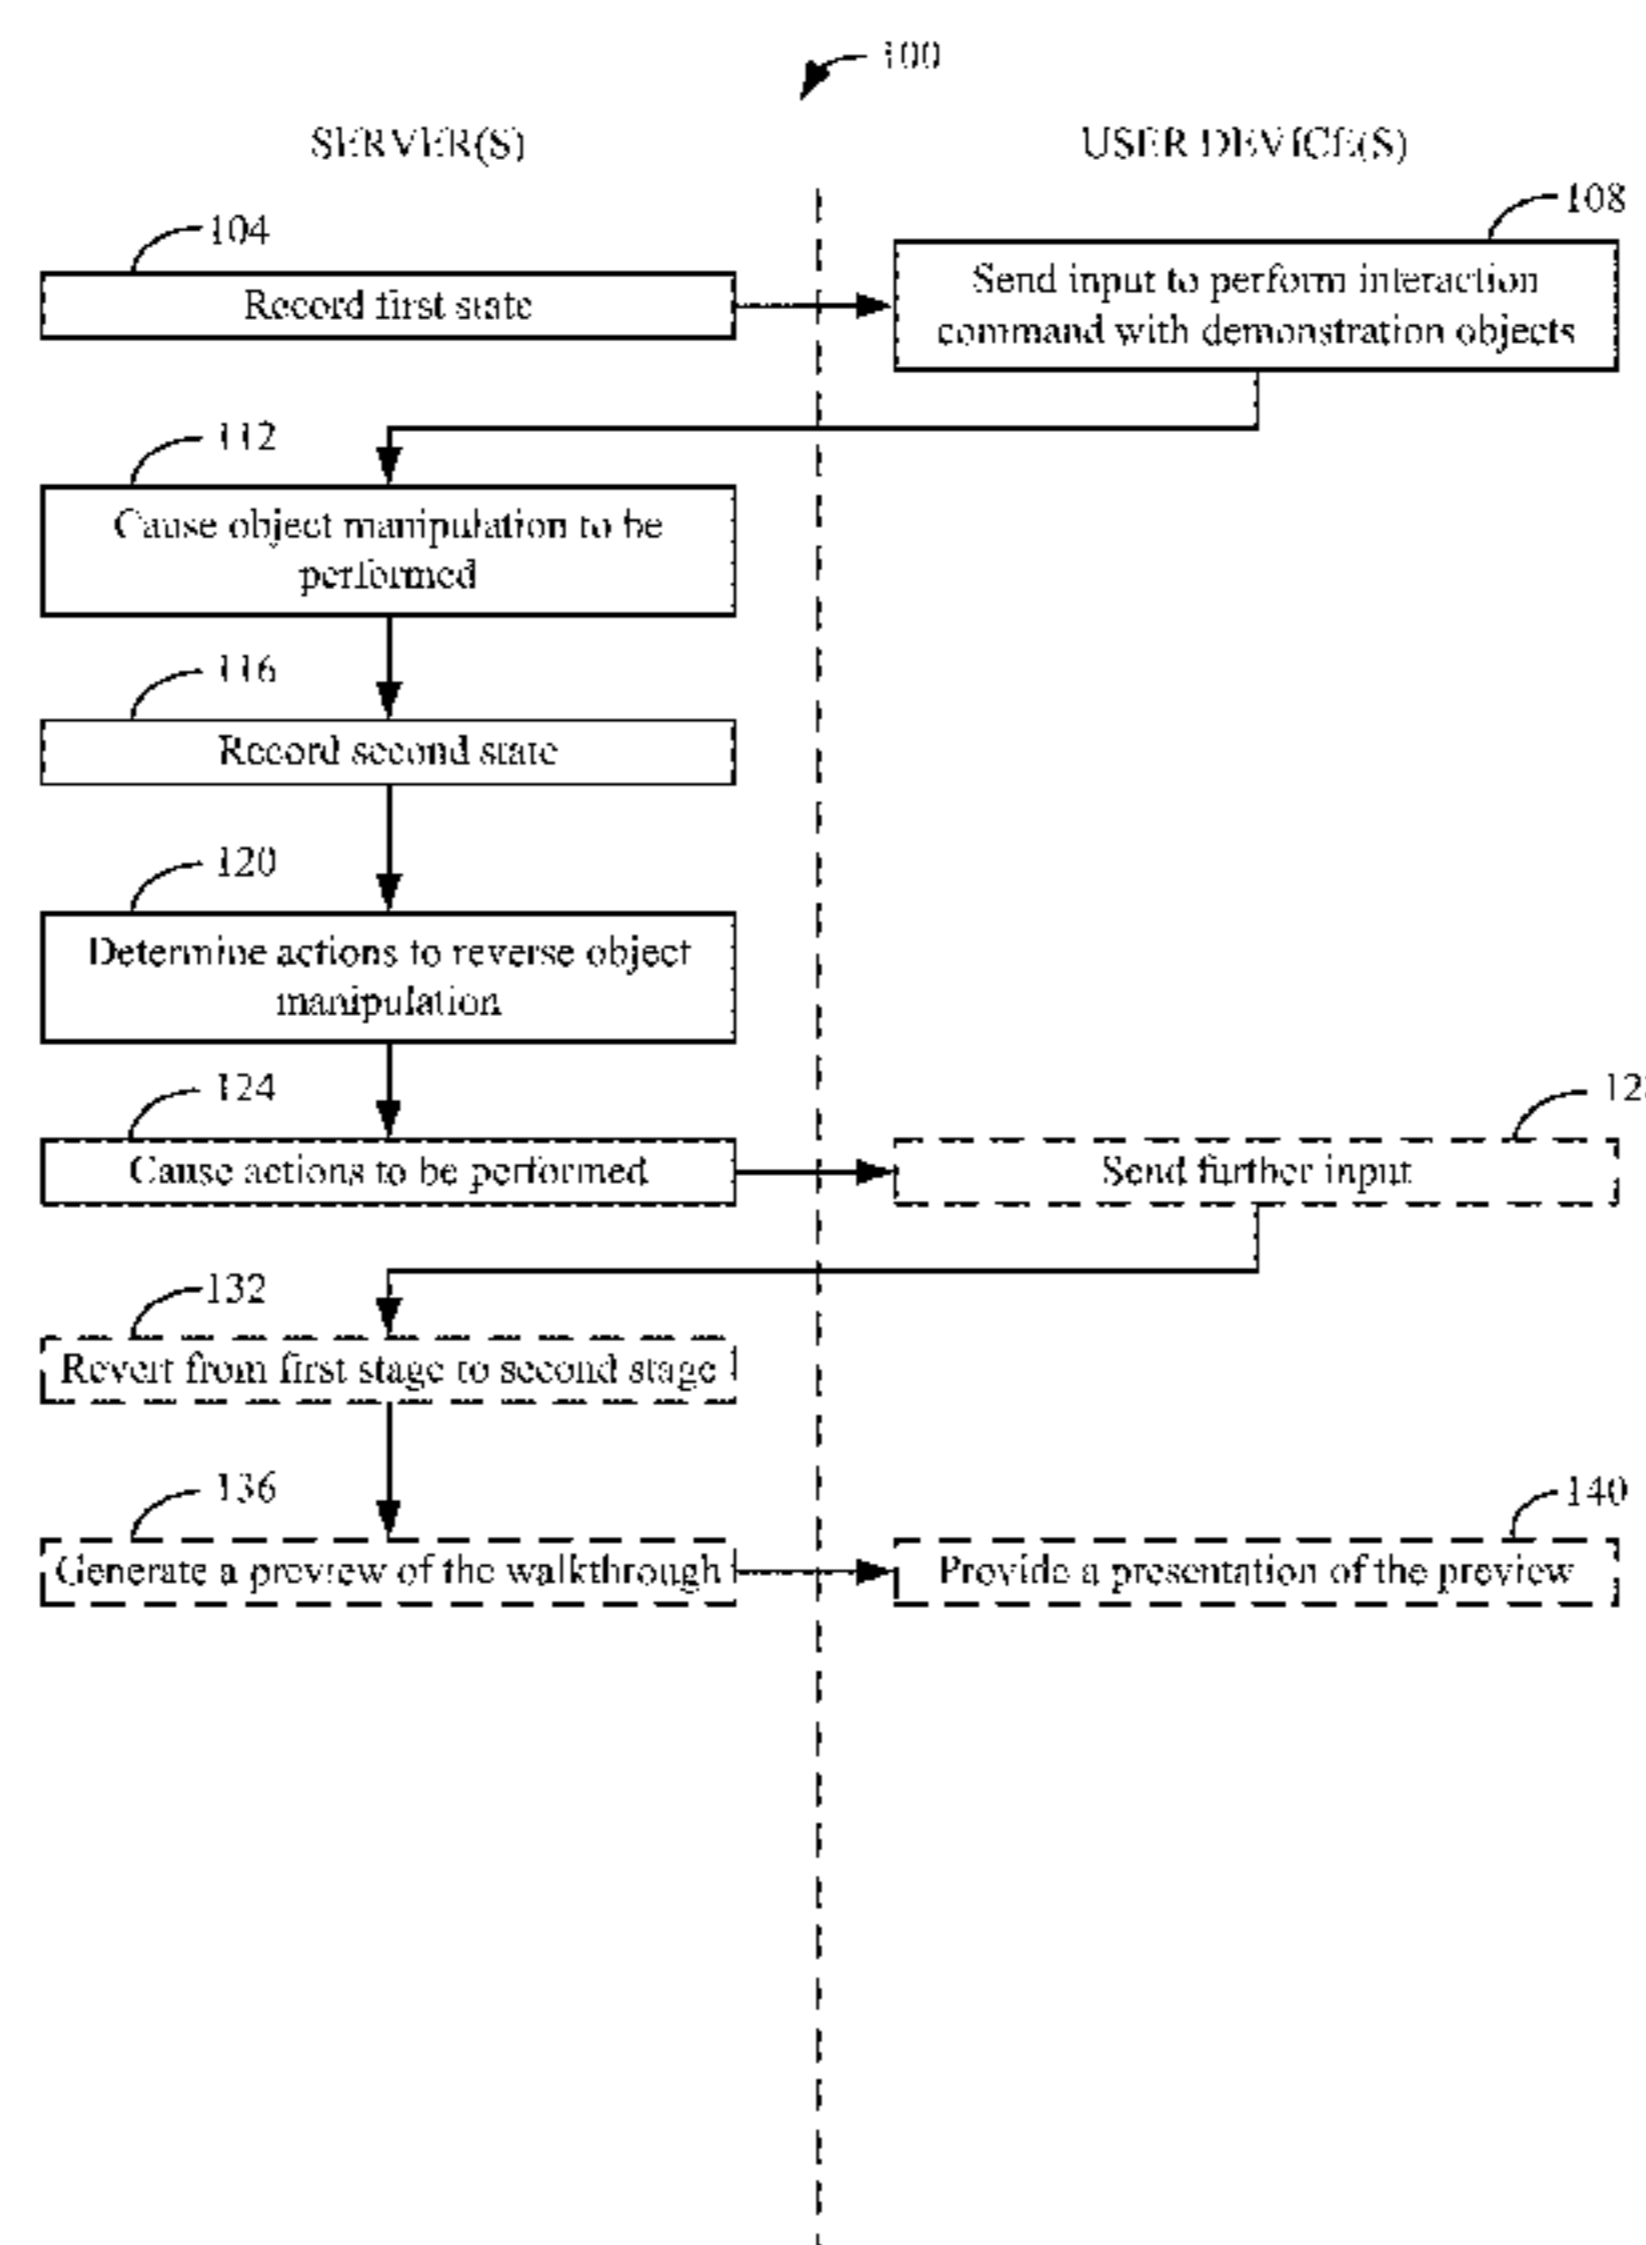 100
SERVER(S)
USER DEVICE(S)
104
Record first state
108
Send input to perform interaction
command with demonstration objects
112
Cause object manipulation to be
performed
116
Record second state
120
Determine actions to reverse object
manipulation
124
Cause actions to be performed
Send further input
132
Revert from first stage to second stage
136
Generate a preview of the walkthrough
140
Provide a presentation of the preview